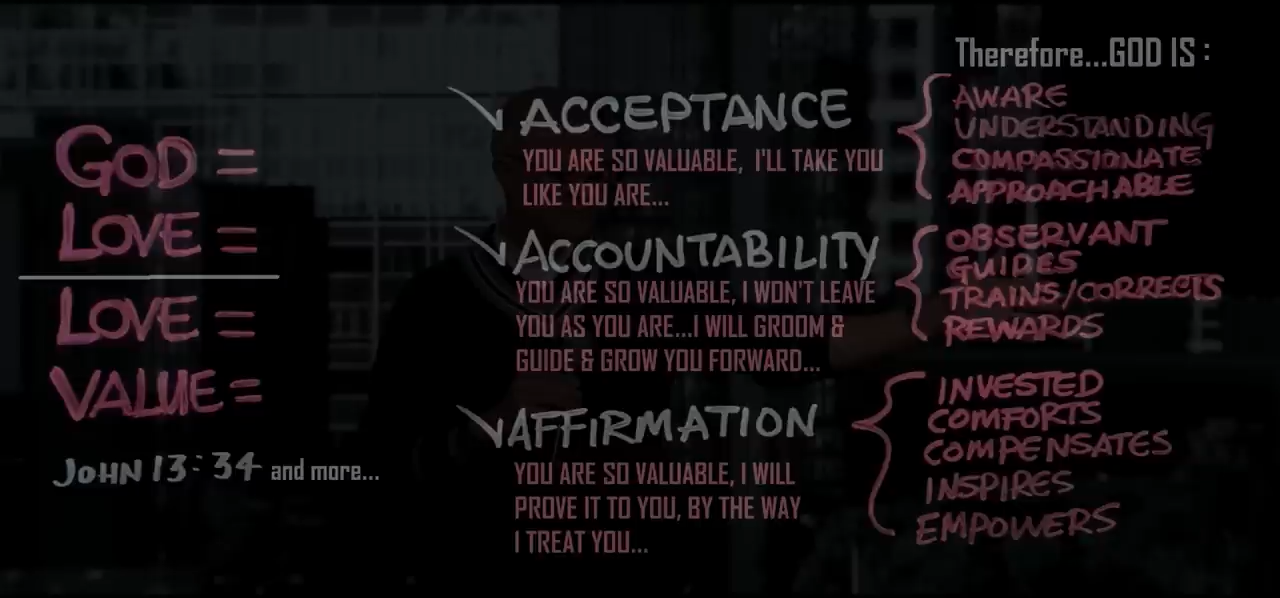 GOD =
LOVE =
LOVE =
VALUE =
JOHN 13:34 and more...
ACCEPTANCE
YOU ARE SO VALUABLE, I'LL TAKE YOU
LIKE YOU ARE...
ACCOUNTABILITY
YOU ARE SO VALUABLE, I WON'T LEAVE
YOU AS YOU ARE...I WILL GROOM &
GUIDE & GROW YOU FORWARD...
AFFIRMATION
YOU ARE SO VALUABLE, I WILL
PROVE IT TO YOU, BY THE WAY
I TREAT YOU...
Therefore...GOD IS :
AWARE
UNDERSTANDING
COMPASSIONATE
APPROACHABLE
OBSERVANT
GUIDES
TRAINS/CORRECTS
REWARDS
INVESTED
COMFORTS
COMPENSATES
INSPIRES
EMPOWERS